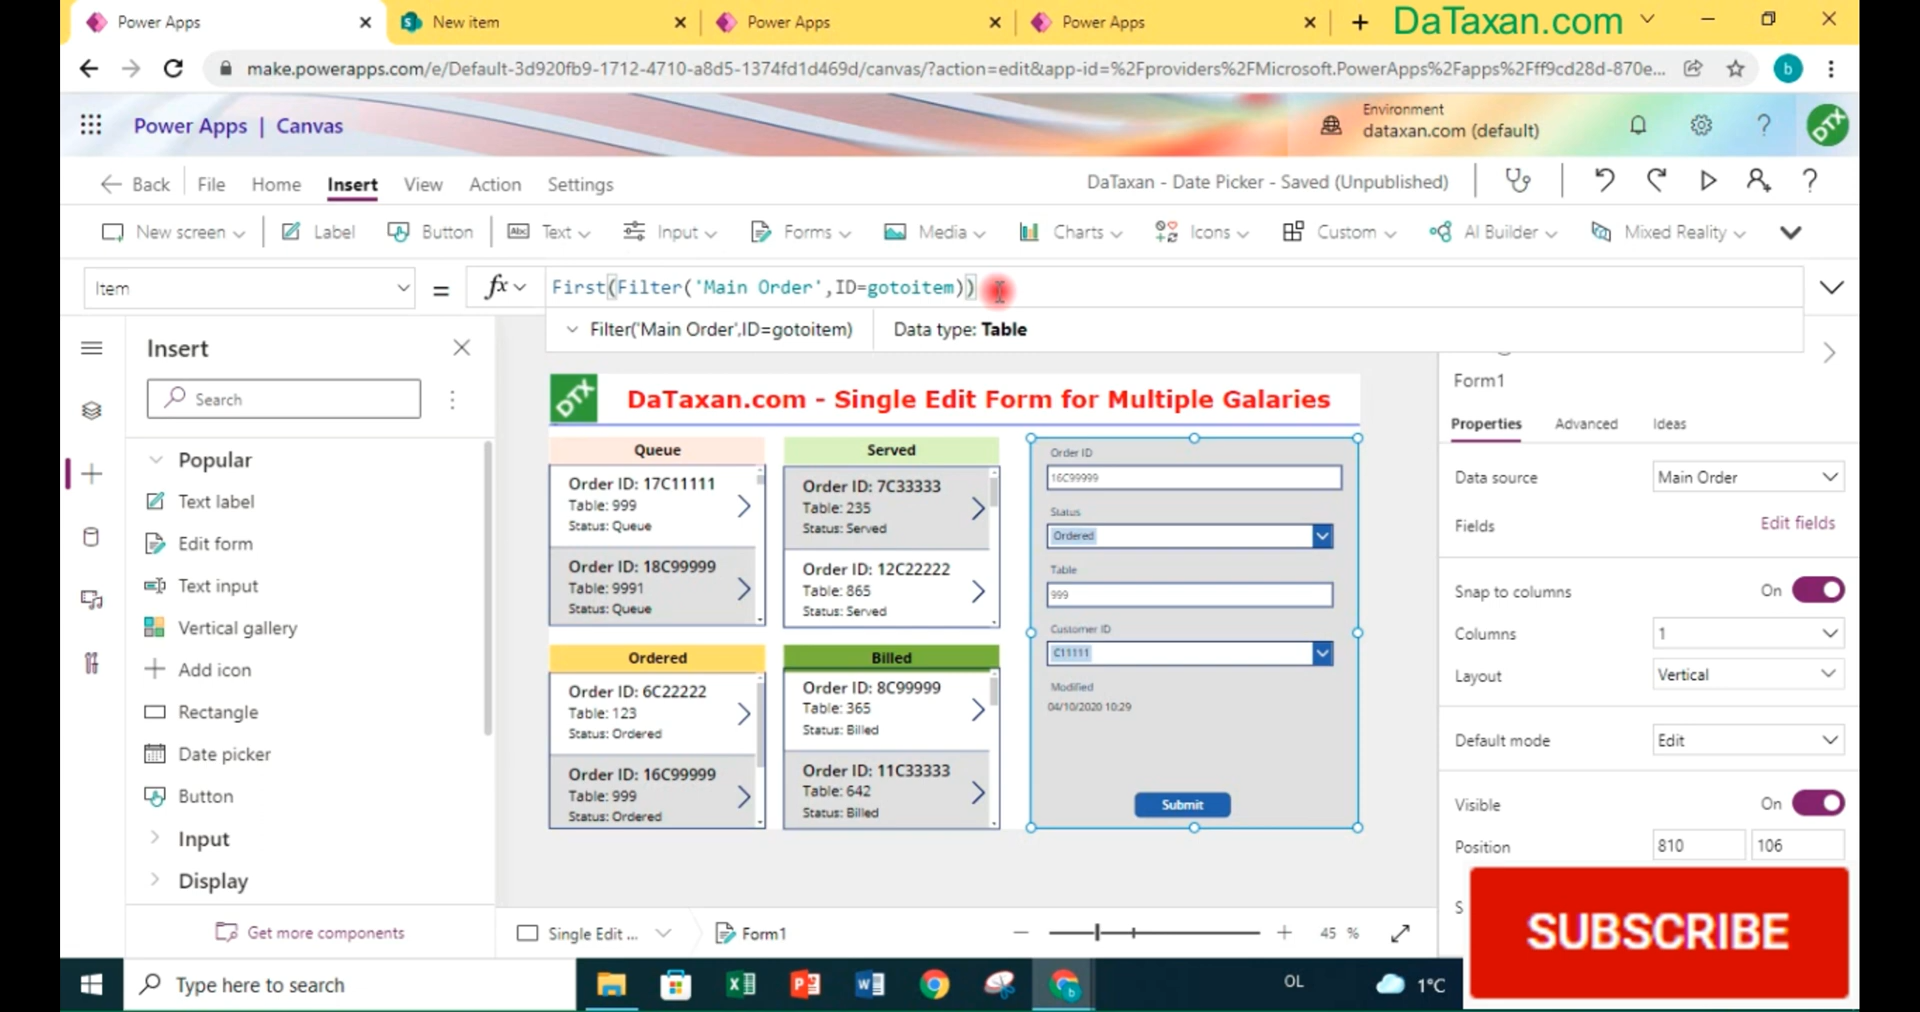 Power Apps
New item
Power Apps
Power Apps
DaTaxan.com
make.powerapps.com/e/Default-3d920fb9-1712-4710-a8d5-1374fd1d469d/canvas/?action=edit&app-id=%2Fproviders%2FMicrosoft.PowerApps%2Fapps%2Fff9cd28d-870e...
b
Power Apps | Canvas
Environment
dataxan.com (default)
DTX
Back File Home Insert View Action Settings
DaTaxan - Date Picker - Saved (Unpublished)
New screen Label Button Text Input Forms Media Charts Icons Custom AI Builder Mixed Reality
Item = fx First(Filter('Main Order',ID=gotoitem))
Filter('Main Order',ID=gotoitem) Data type: Table
Insert
Search
Popular
Text label
Edit form
Text input
Vertical gallery
Add icon
Rectangle
Date picker
Button
Input
Display
Get more components
DTX
DaTaxan.com - Single Edit Form for Multiple Galaries
Queue
Order ID: 17C11111
Table: 999
Status: Queue
Order ID: 18C99999
Table: 9991
Status: Queue
Served
Order ID: 7C33333
Table: 235
Status: Served
Order ID: 12C22222
Table: 865
Status: Served
Ordered
Order ID: 6C22222
Table: 123
Status: Ordered
Order ID: 16C99999
Table: 999
Status: Ordered
Billed
Order ID: 8C99999
Table: 365
Status: Billed
Order ID: 11C33333
Table: 642
Status: Billed
Order ID
16C99999
Status
Ordered
Table
999
Customer ID
C11111
Modified
04/10/2020 10:29
Submit
Form1
Properties Advanced Ideas
Data source Main Order
Fields Edit fields
Snap to columns On
Columns 1
Layout Vertical
Default mode Edit
Visible On
Position 810 106
S
SUBSCRIBE
Single Edit ... Form1
45 %
Type here to search
OL
1°C